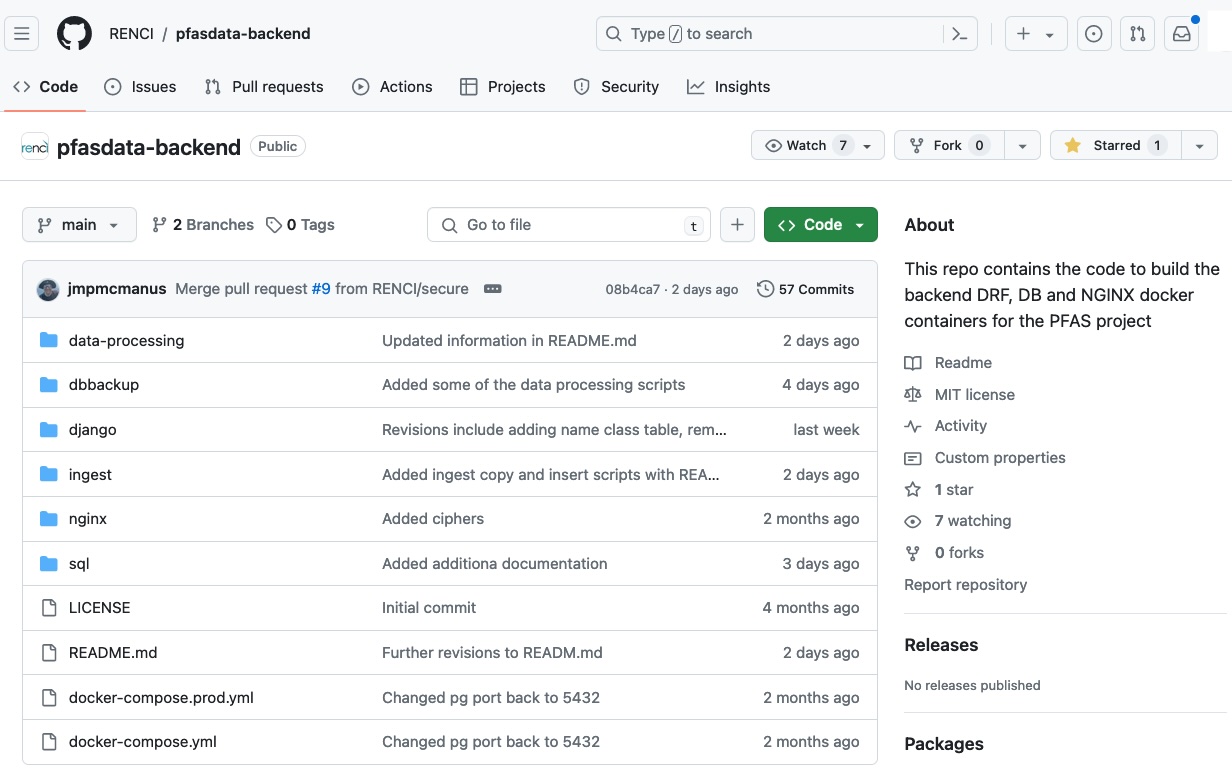 RENCI / pfasdata-backend
Type / to search
Code
Issues
Pull requests
Actions
Projects
Security
Insights
renci pfasdata-backend Public
Watch 7
Fork 0
Starred 1
main
2 Branches
0 Tags
Go to file t
Code
jmpmcmanus Merge pull request #9 from RENCI/secure
08b4ca7 · 2 days ago
57 Commits
data-processing Updated information in README.md 2 days ago
dbbackup Added some of the data processing scripts 4 days ago
django Revisions include adding name class table, rem... last week
ingest Added ingest copy and insert scripts with REA... 2 days ago
nginx Added ciphers 2 months ago
sql Added additiona documentation 3 days ago
LICENSE Initial commit 4 months ago
README.md Further revisions to READM.md 2 days ago
docker-compose.prod.yml Changed pg port back to 5432 2 months ago
docker-compose.yml Changed pg port back to 5432 2 months ago
About
This repo contains the code to build the
backend DRF, DB and NGINX docker
containers for the PFAS project
Readme
MIT license
Activity
Custom properties
1 star
7 watching
0 forks
Report repository
Releases
No releases published
Packages